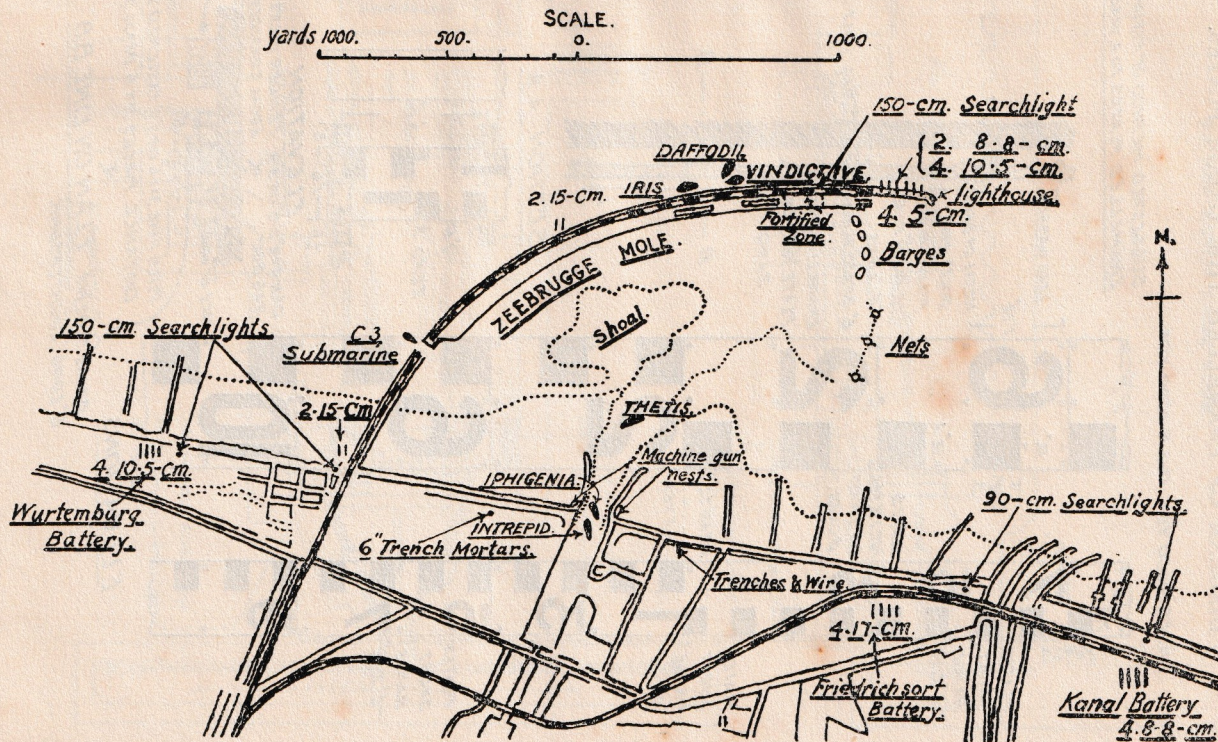 SCALE.
yards 1000. 500. 0. 1000.
150-cm. Searchlight
2. 8.8-cm.
4. 10.5-cm.
lighthouse.
DAFFODIL
VINDICTIVE.
2.15-Cm. IRIS
4. 5-cm.
Fortified
Zone.
Barges
N.
ZEEBRUGGE MOLE.
Shoal.
Nets
150-cm. Searchlights
C3
Submarine
2.15-Cm
THETIS.
4. 10.5-Cm.
Wurtemburg
Battery.
IPHIGENIA.
Machine gun
nests.
INTREPID.
6" Trench Mortars.
90-cm. Searchlights.
Trenches & Wire
4.17-cm.
Friedrichsort
Battery.
Kanal Battery
4.8.8-cm.